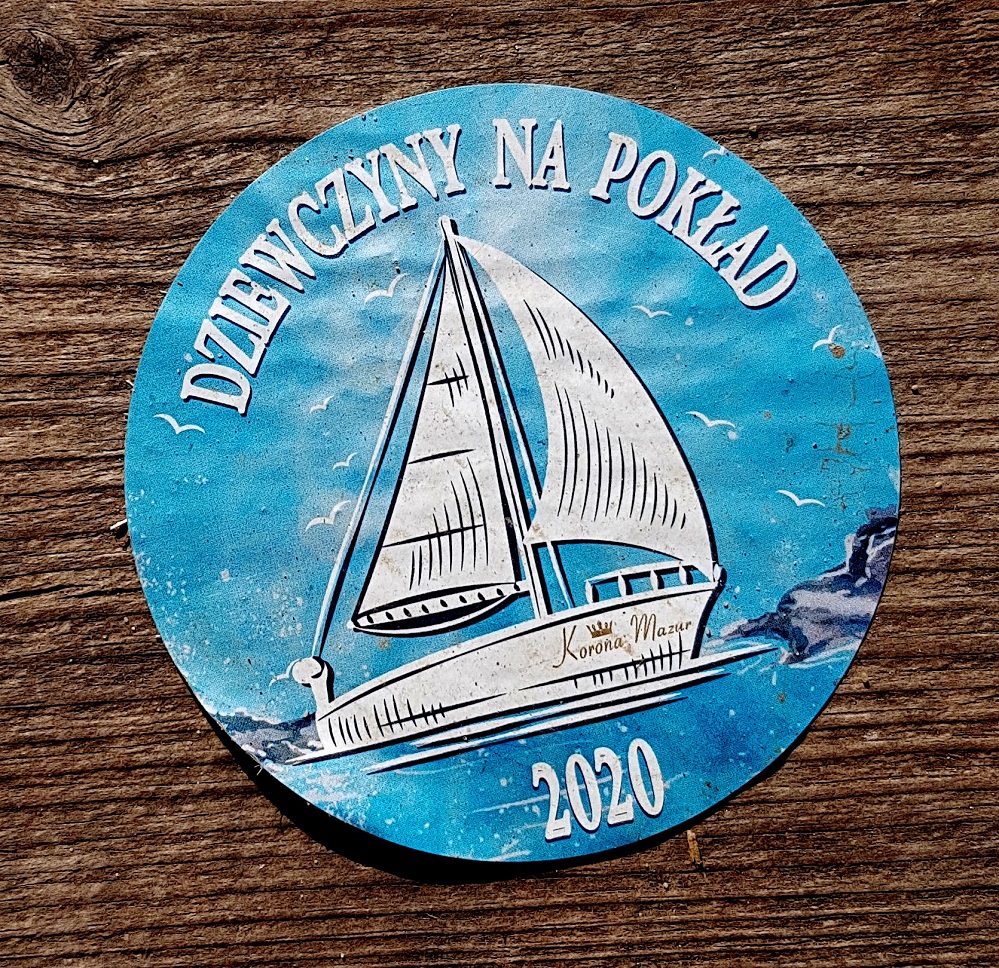 DZIEWCZYNY NA POKŁAD
Korona Mazur
2020